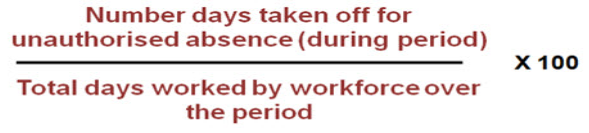 Number days taken off for
unauthorised absence (during period)
X 100
Total days worked by workforce over
the period